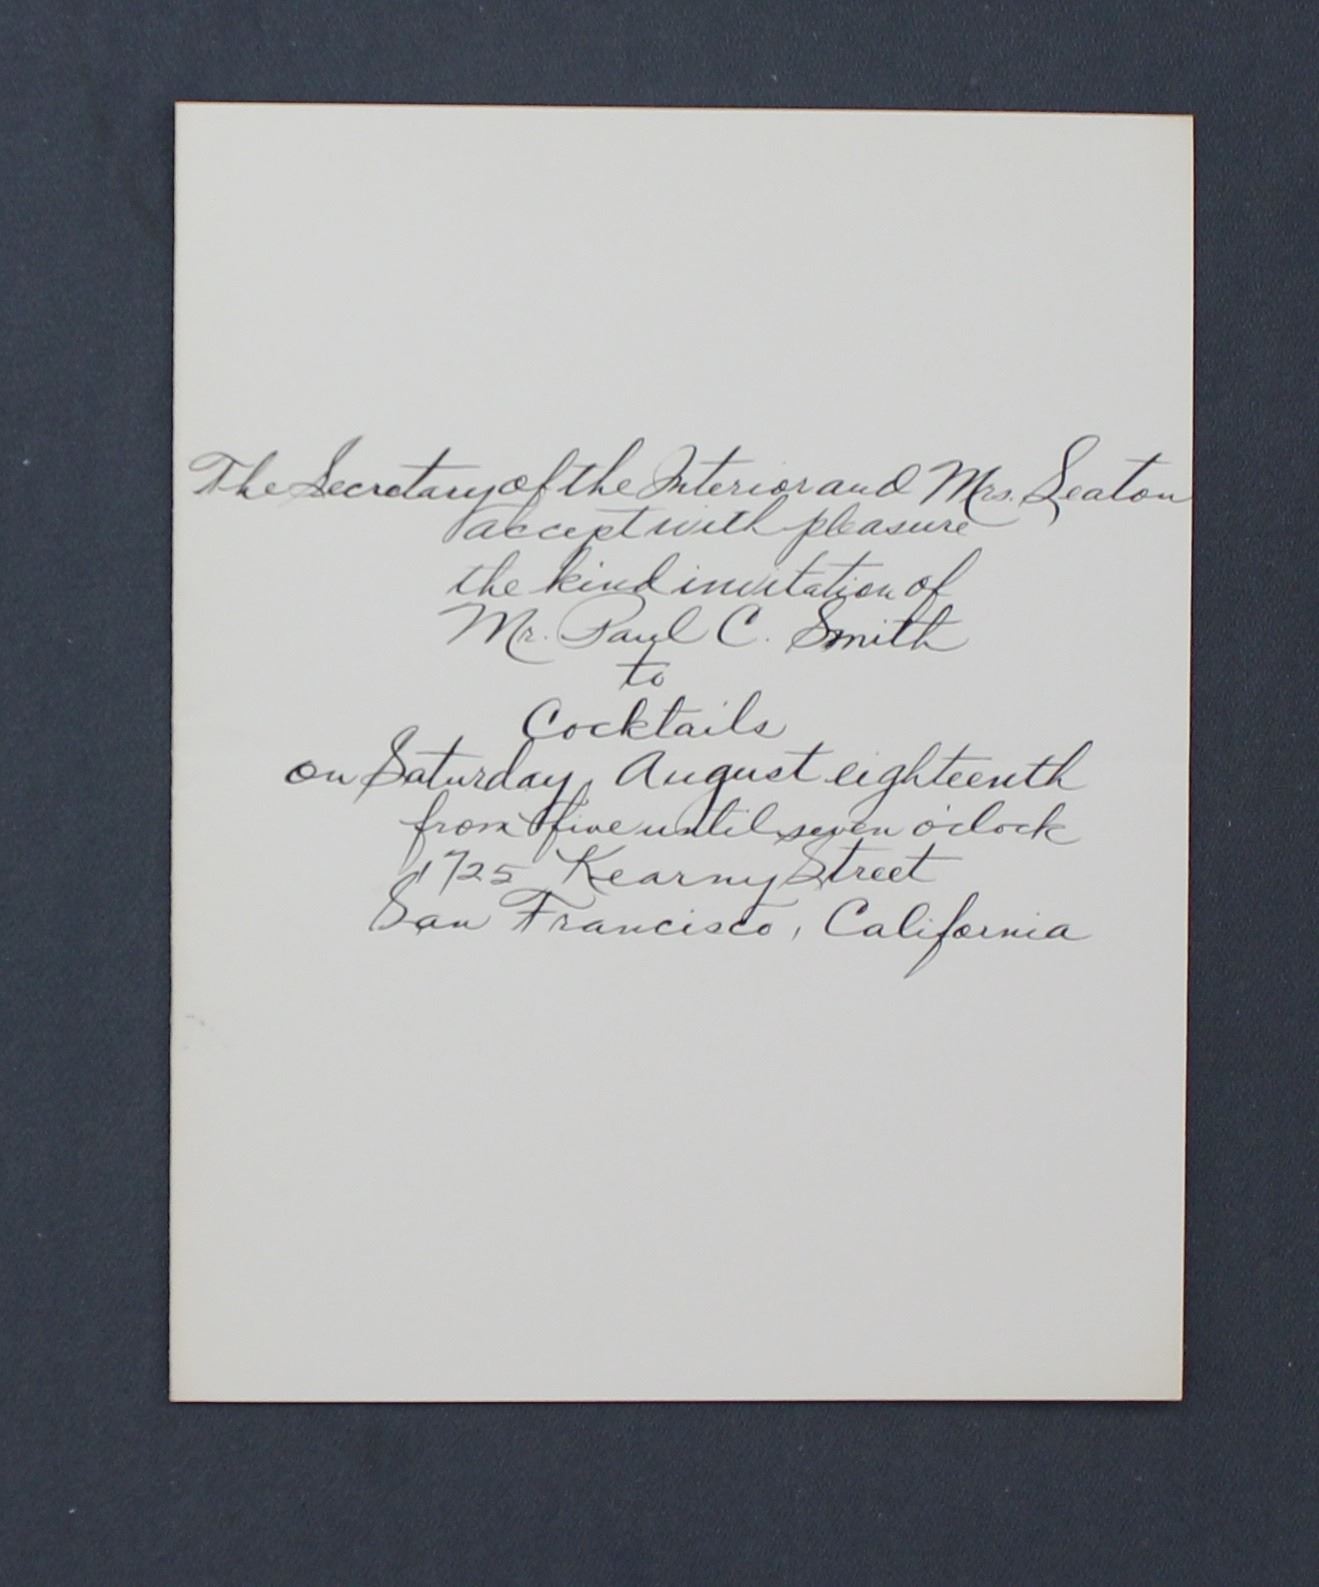 The Secretary of the Interior and Mrs. Seaton
accept with pleasure
the kind invitation of
Mr. Paul C. Smith
to
Cocktails
on Saturday, August eighteenth
from five until seven o'clock
1725 Kearny Street
San Francisco, California